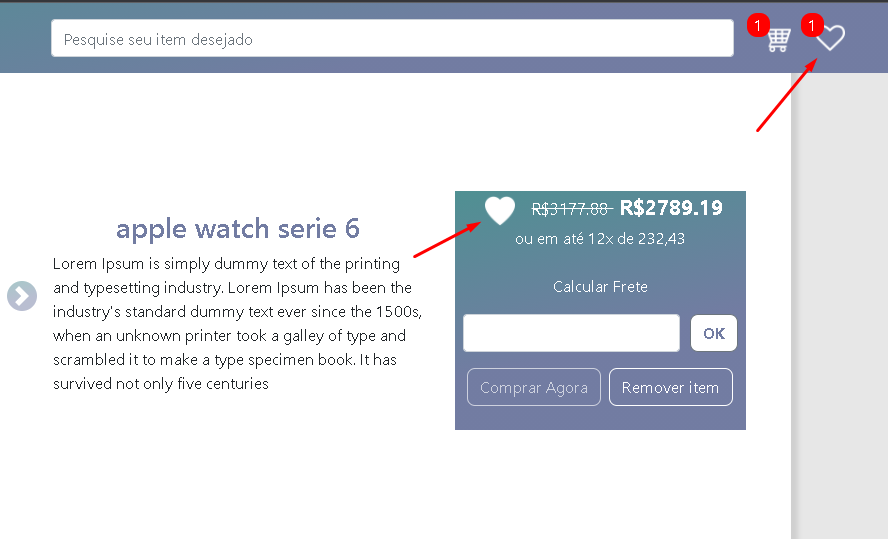 Pesquise seu item desejado
1
1
apple watch serie 6
Lorem Ipsum is simply dummy text of the printing
and typesetting industry. Lorem Ipsum has been the
industry's standard dummy text ever since the 1500s,
when an unknown printer took a galley of type and
scrambled it to make a type specimen book. It has
survived not only five centuries
R$3177.88 R$2789.19
ou em até 12x de 232,43
Calcular Frete
OK
Comprar Agora
Remover item